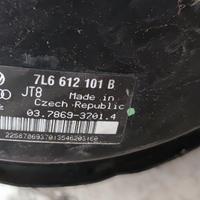 7L6 612 101 B
JT8
Made in
Czech Republic
03.7869-3701.4